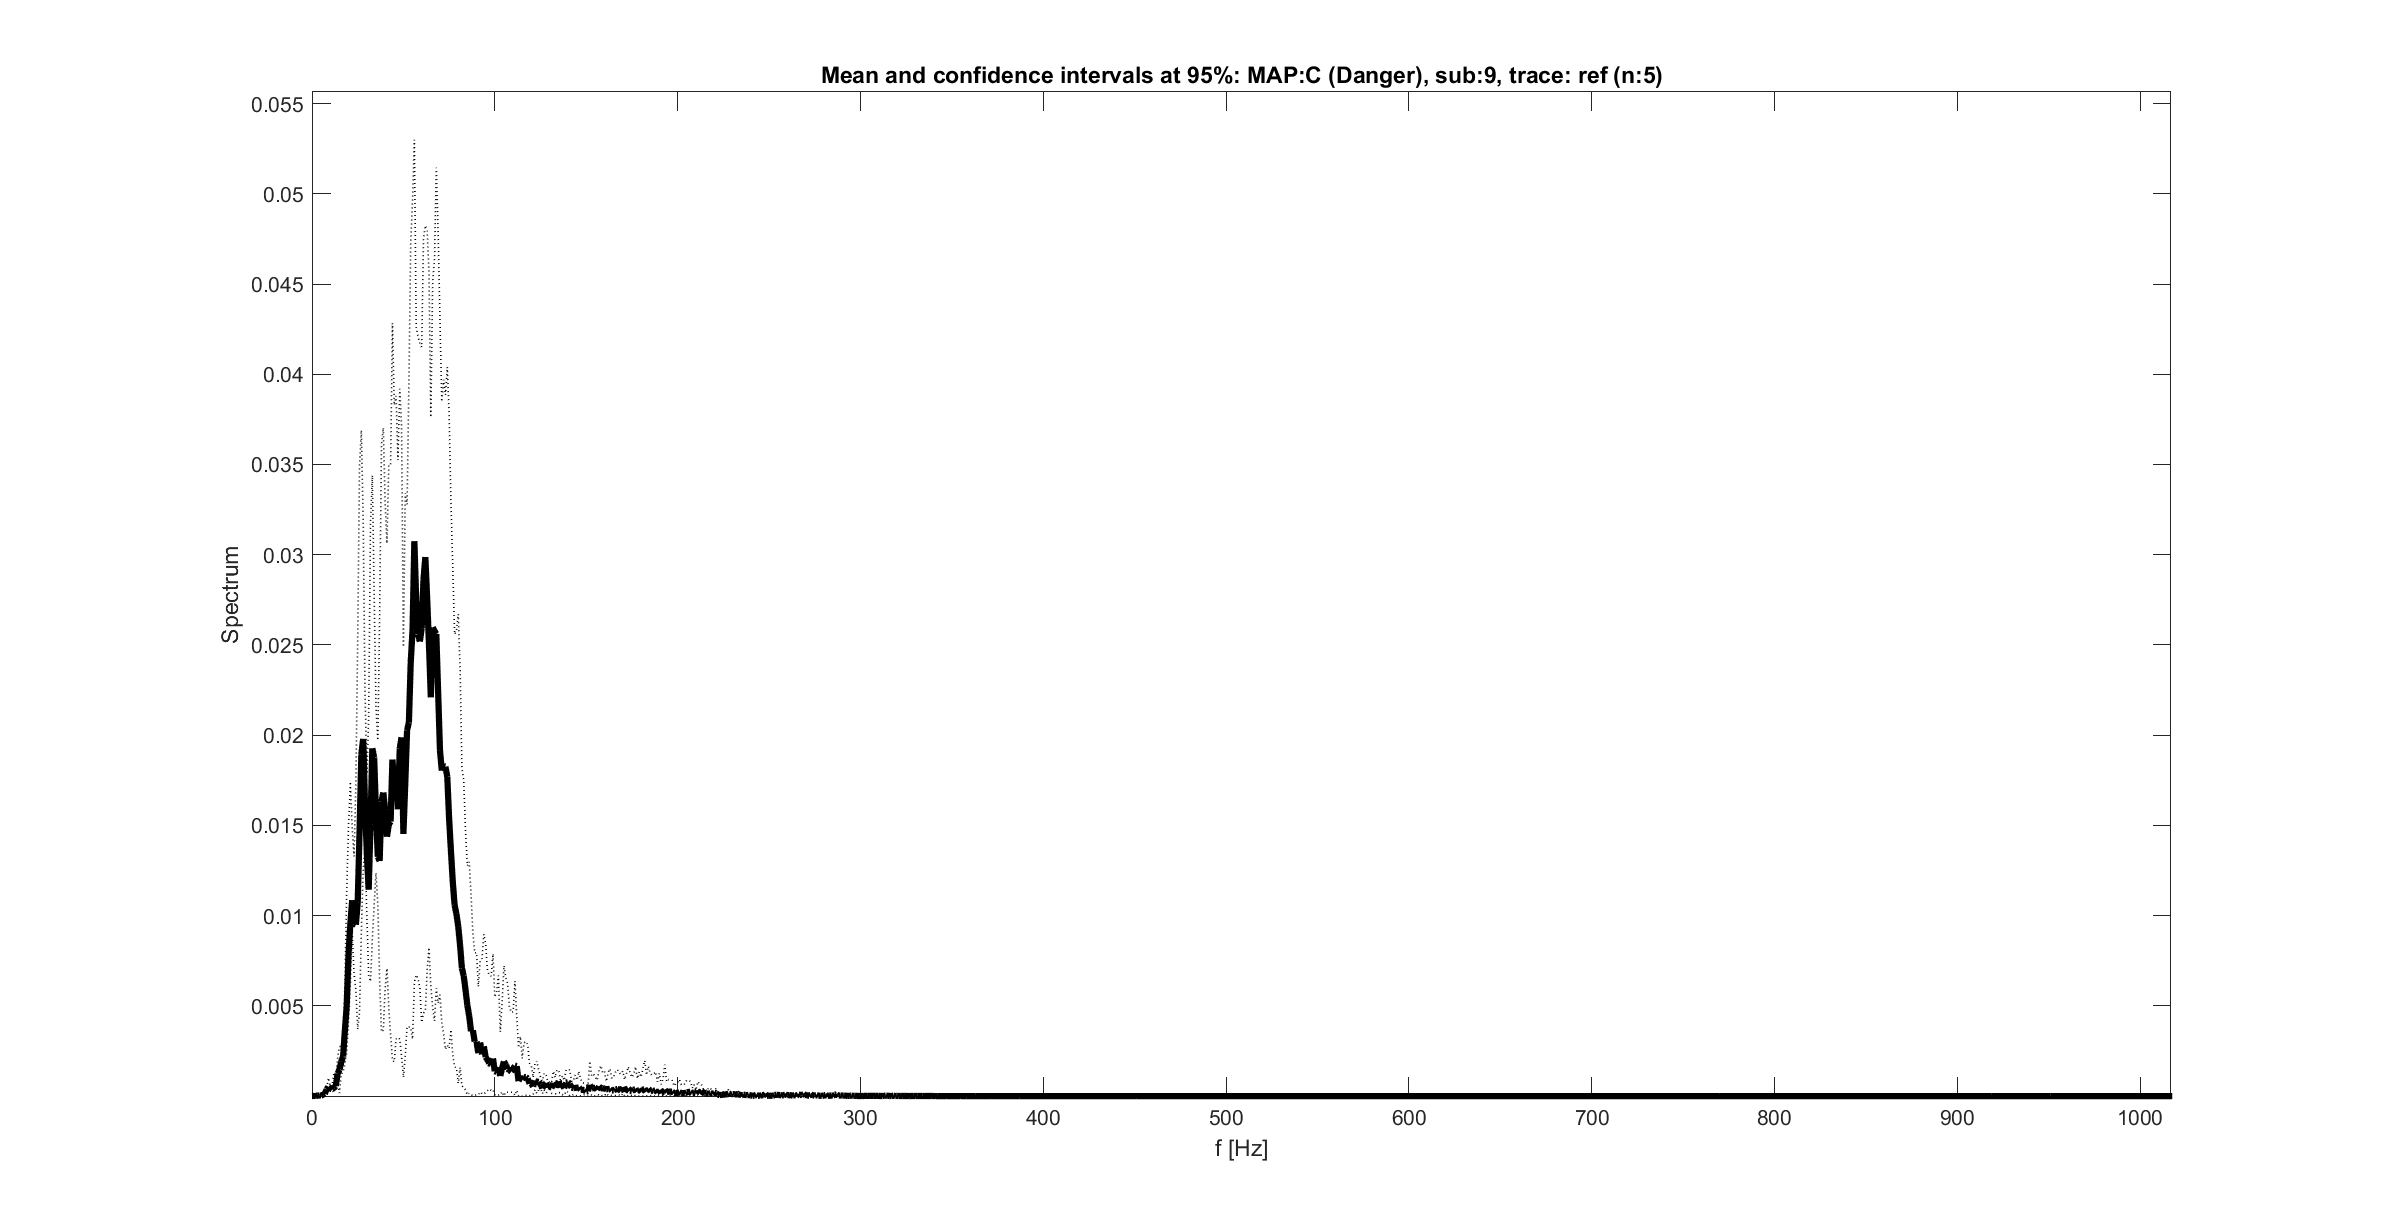 Mean and confidence intervals at 95%: MAP:C (Danger), sub:9, trace: ref (n:5)
0.055
0.05
0.045
0.04
0.035
0.03
0.025
0.02
0.015
0.01
0.005
Spectrum
0 100 200 300 400 500 600 700 800 900 1000
f [Hz]